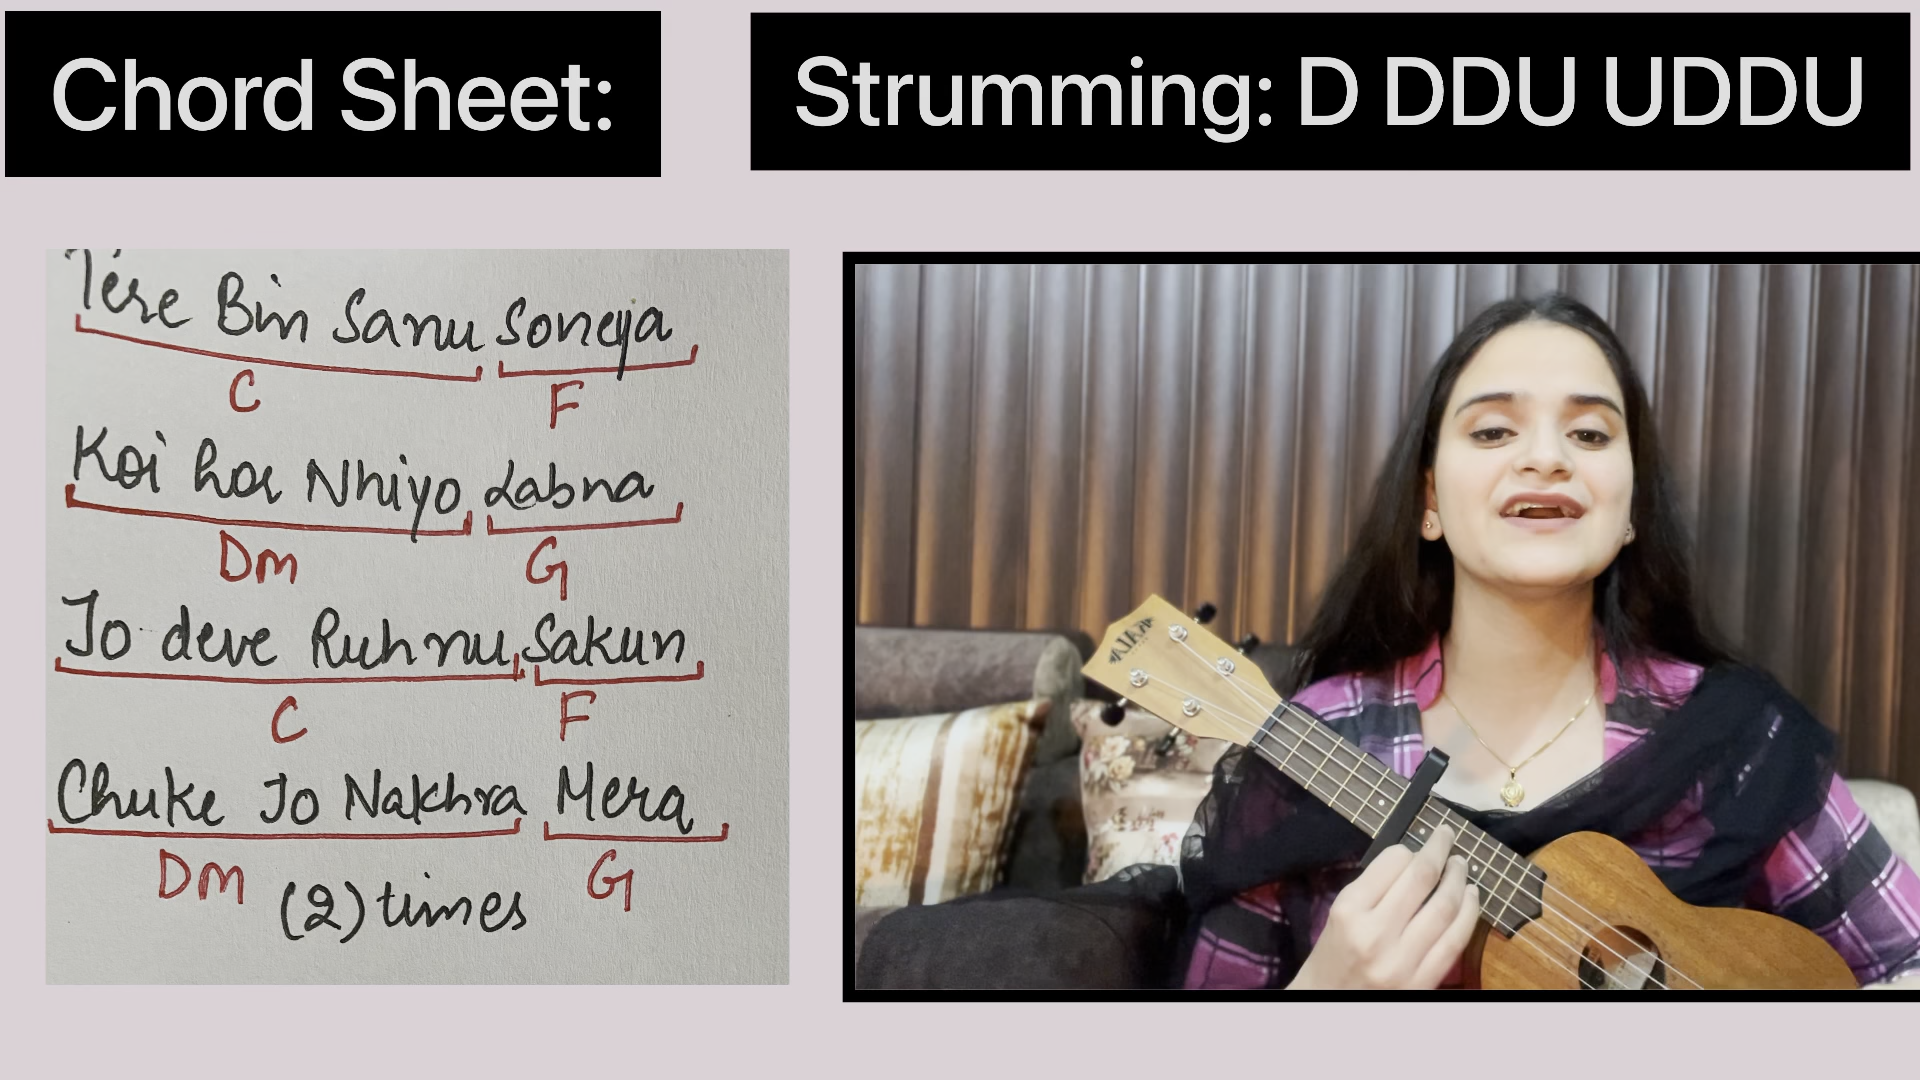 Chord Sheet:
Strumming: D DDU UDDU
Tere Bin Sanu Soneya
C F
Koi hor Nhiyo Labna
Dm G
Jo deve Ruh nu Sakun
C F
Chuke Jo Nakhra Mera
Dm G
(2) times